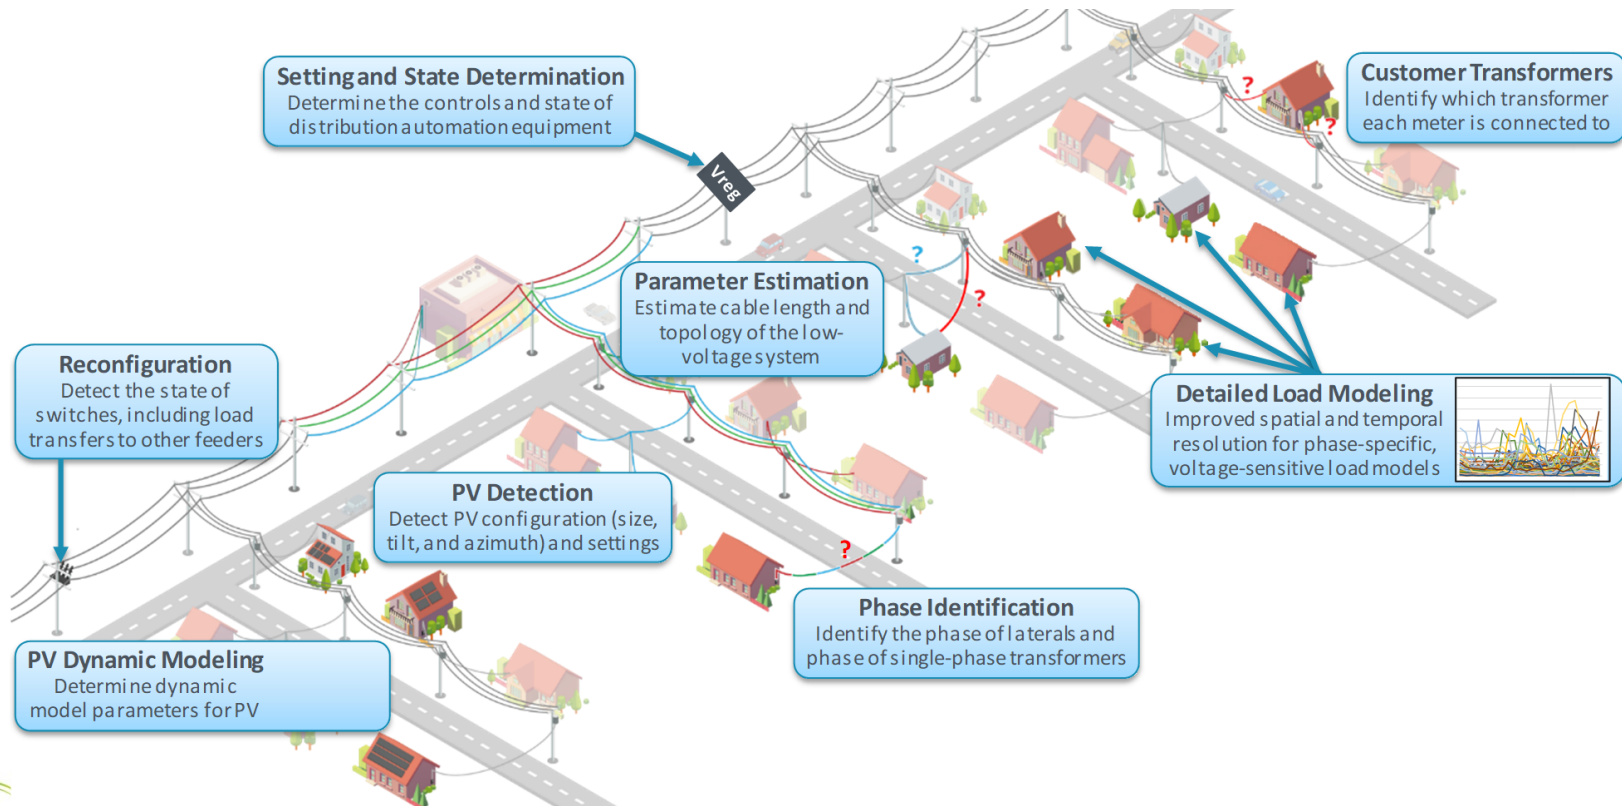 Setting and State Determination
Determine the controls and state of
distribution automation equipment
Customer Transformers
Identify which transformer
each meter is connected to
?
?
Vreg
?
?
Parameter Estimation
Estimate cable length and
topology of the low-
voltage system
Reconfiguration
Detect the state of
switches, including load
transfers to other feeders
Detailed Load Modeling
Improved spatial and temporal
resolution for phase-specific,
voltage-sensitive load models
PV Detection
Detect PV configuration (size,
tilt, and azimuth) and settings
?
Phase Identification
Identify the phase of laterals and
phase of single-phase transformers
PV Dynamic Modeling
Determine dynamic
model parameters for PV